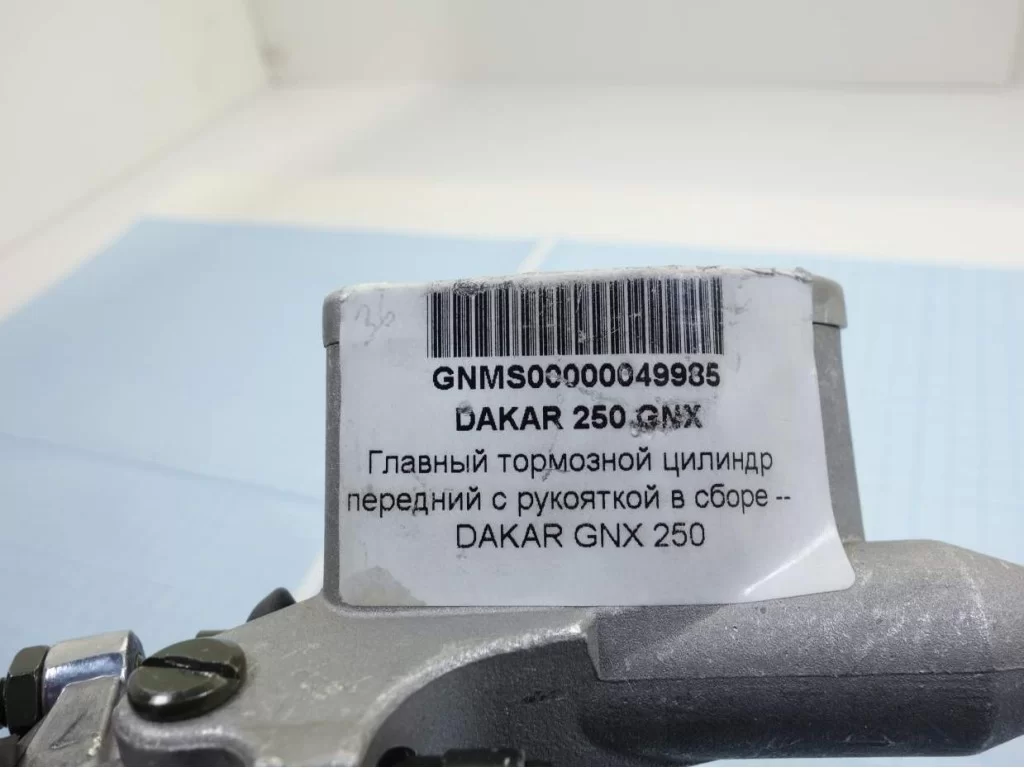 GNMS00000049985
DAKAR 250 GNX
Главный тормозной цилиндр
передний с рукояткой в сборе --
DAKAR GNX 250